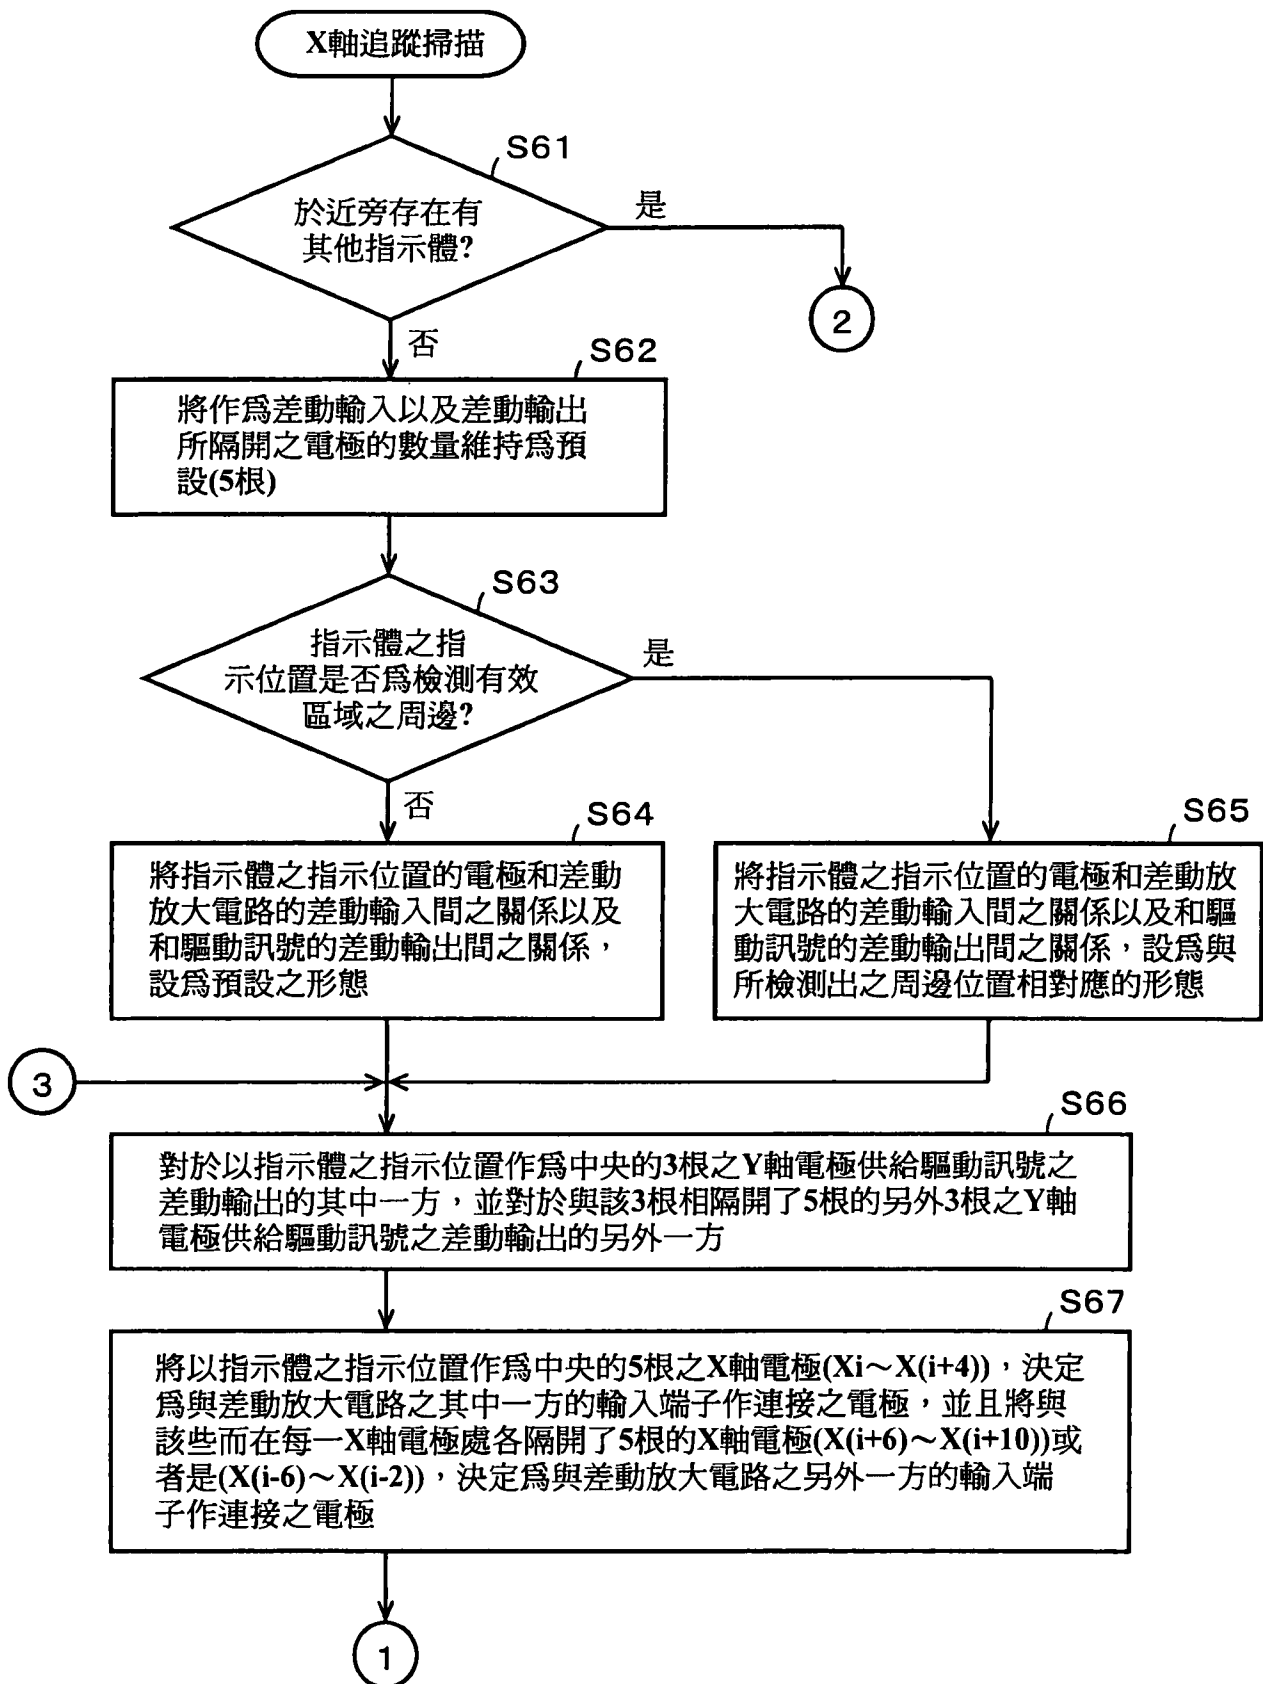 X軸追蹤掃描
S61
於近旁存在有
其他指示體?
是
2
否
S62
將作爲差動輸入以及差動輸出
所隔開之電極的數量維持爲預
設(5根)
S63
指示體之指
示位置是否爲檢測有效
區域之周邊?
是
否
S64
將指示體之指示位置的電極和差動
放大電路的差動輸入間之關係以及
和驅動訊號的差動輸出間之關係，
設爲預設之形態
S65
將指示體之指示位置的電極和差動放
大電路的差動輸入間之關係以及和驅
動訊號的差動輸出間之關係，設爲與
所檢測出之周邊位置相對應的形態
3
S66
對於以指示體之指示位置作爲中央的3根之Y軸電極供給驅動訊號之
差動輸出的其中一方，並對於與該3根相隔開了5根的另外3根之Y軸
電極供給驅動訊號之差動輸出的另外一方
S67
將以指示體之指示位置作爲中央的5根之X軸電極(Xi～X(i+4))，決定
爲與差動放大電路之其中一方的輸入端子作連接之電極，並且將與
該些而在每一X軸電極處各隔開了5根的X軸電極(X(i+6)～X(i+10))或
者是(X(i-6)～X(i-2))，決定爲與差動放大電路之另外一方的輸入端
子作連接之電極
1